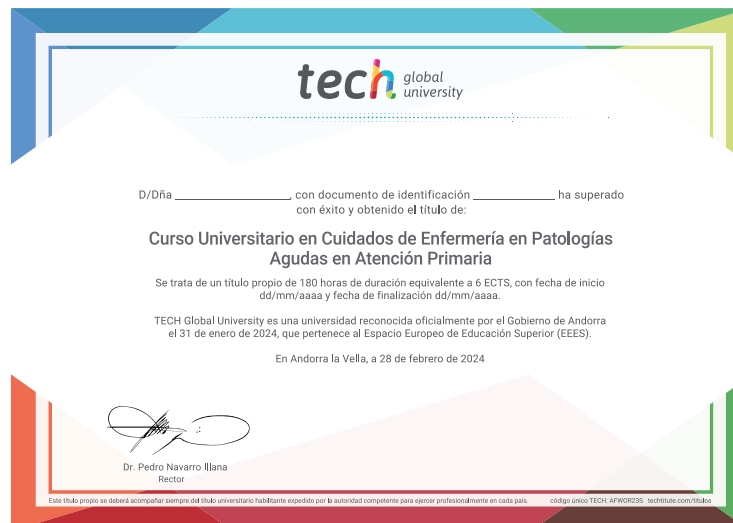 tech global
university
D/Dña ____________________, con documento de identificación ______________ ha superado
con éxito y obtenido el título de:
Curso Universitario en Cuidados de Enfermería en Patologías
Agudas en Atención Primaria
Se trata de un título propio de 180 horas de duración equivalente a 6 ECTS, con fecha de inicio
dd/mm/aaaa y fecha de finalización dd/mm/aaaa.
TECH Global University es una universidad reconocida oficialmente por el Gobierno de Andorra
el 31 de enero de 2024, que pertenece al Espacio Europeo de Educación Superior (EEES).
En Andorra la Vella, a 28 de febrero de 2024
Dr. Pedro Navarro Illana
Rector
Este título propio se deberá acompañar siempre del título universitario habilitante expedido por la autoridad competente para ejercer profesionalmente en cada país. código único TECH: AFWOR23S techtitute.com/titulos